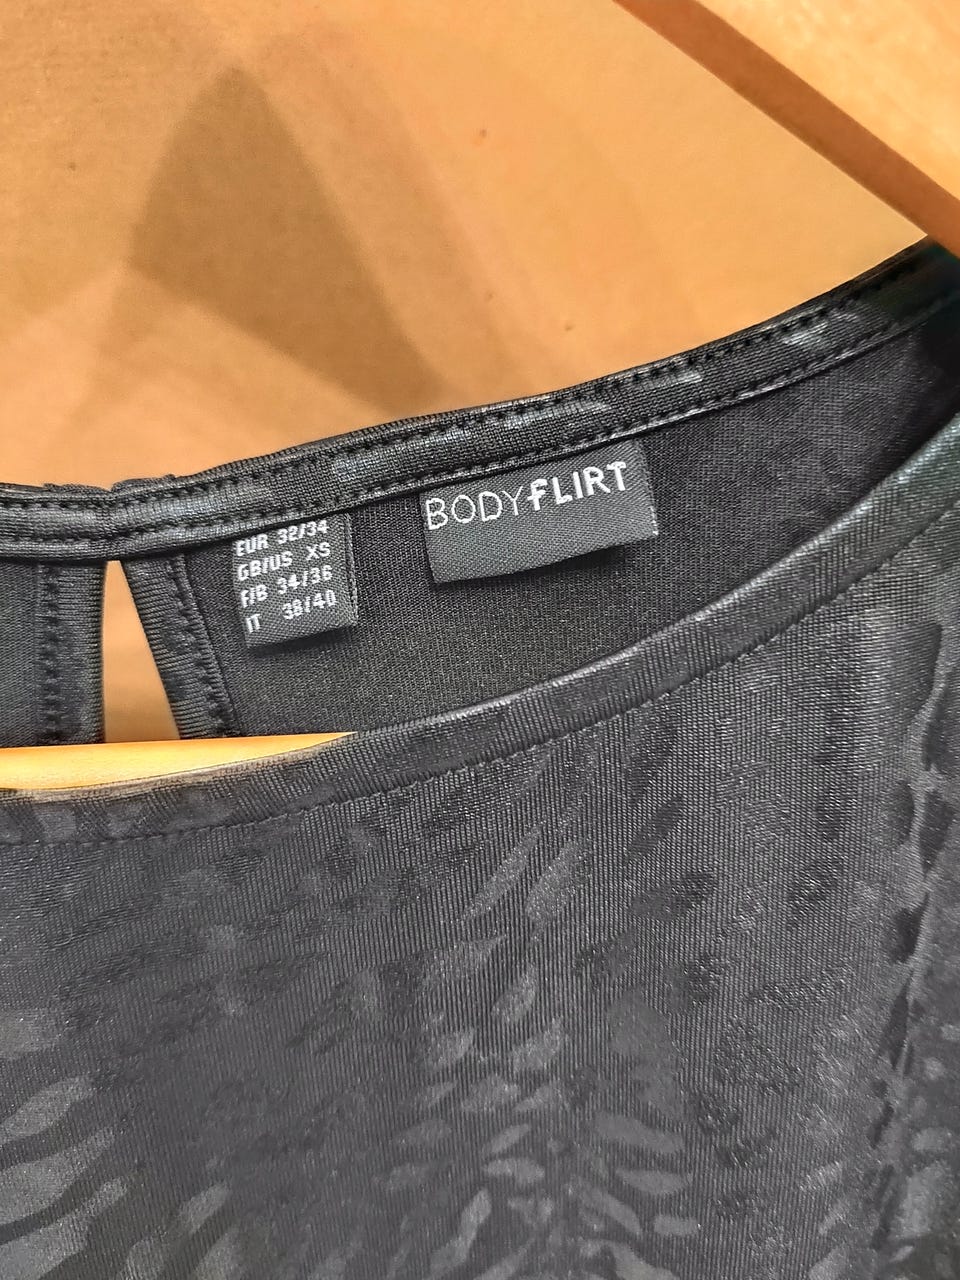 EUR 32/34
GB/US XS
F/B 34/36
IT 38/40
BODYFLIRT